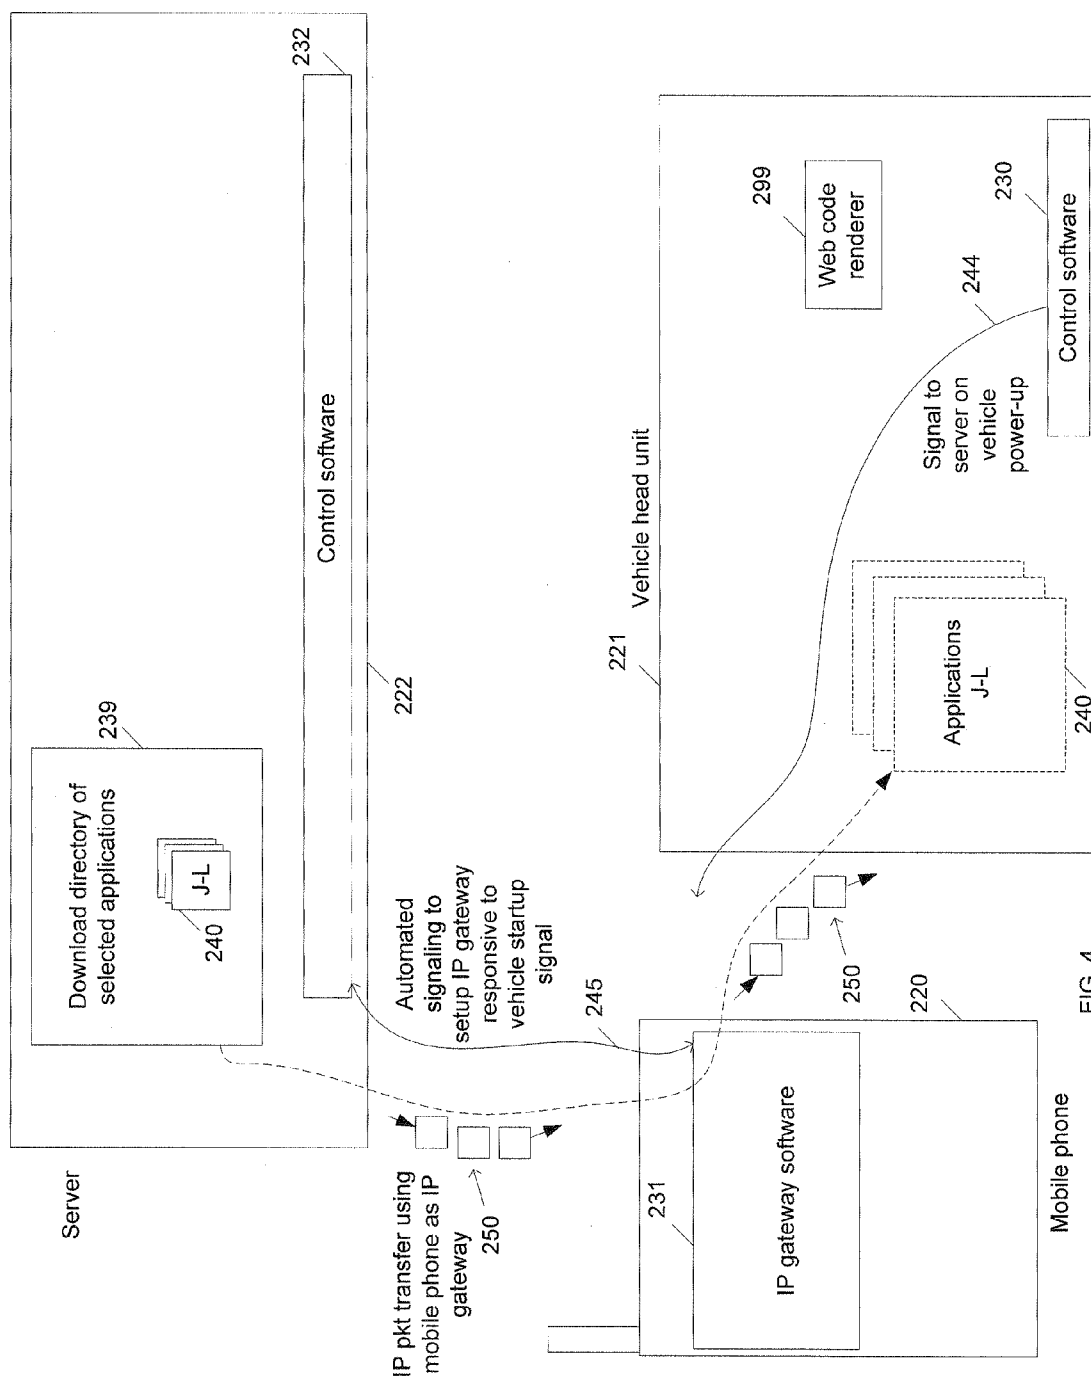 Server
Download directory of
selected applications
239
J-L
240
232
Control software
222
IP pkt transfer using
mobile phone as IP
gateway
250
Automated
signaling to
setup IP gateway
responsive to
vehicle startup
signal
245
231
IP gateway software
220
Mobile phone
250
221
Vehicle head unit
299
Web code
renderer
244
Signal to
server on
vehicle
power-up
230
Control software
Applications
J-L
240
FIG. 4